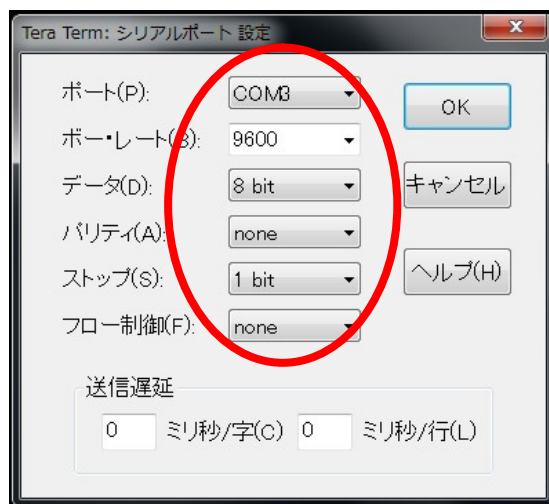 Tera Term: シリアルポート 設定
ポート(P): COM3
OK
ボー・レート(B): 9600
データ(D): 8 bit
キャンセル
パリティ(A): none
ストップ(S): 1 bit
ヘルプ(H)
フロー制御(F): none
送信遅延
0 ミリ秒/字(C) 0 ミリ秒/行(L)